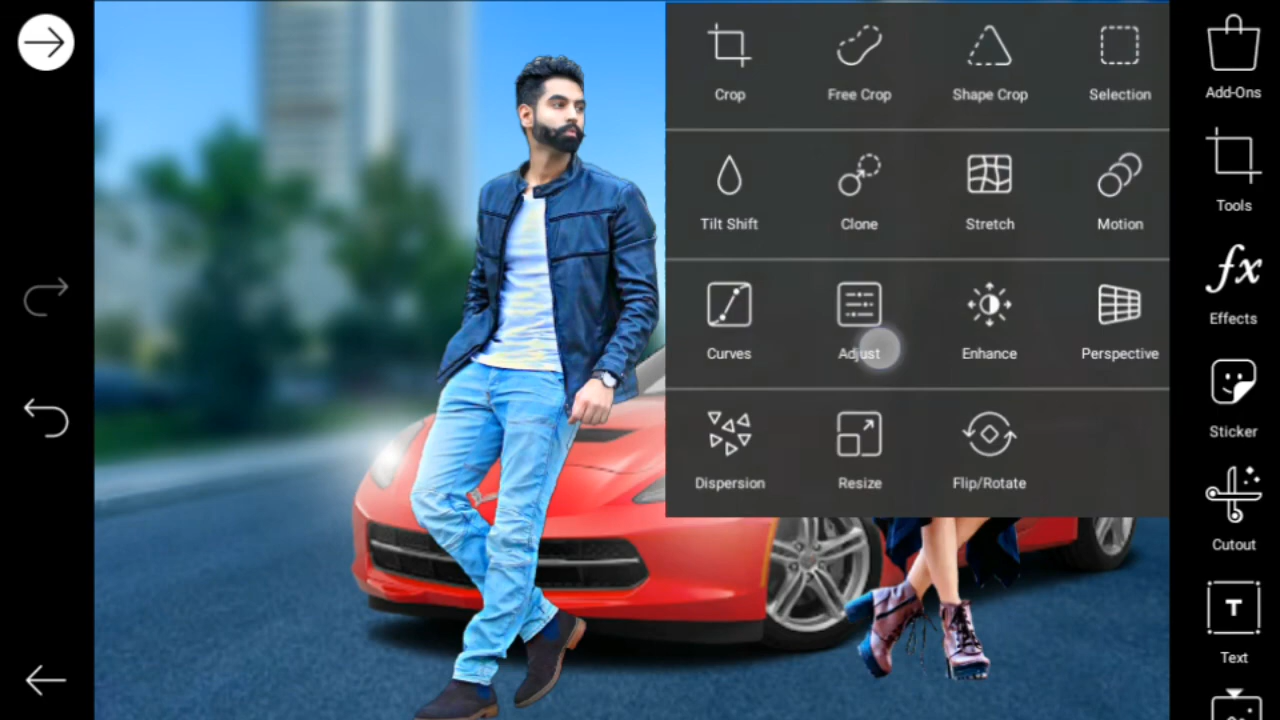 Crop
Free Crop
Shape Crop
Selection
Tilt Shift
Clone
Stretch
Motion
Curves
Adjust
Enhance
Perspective
Dispersion
Resize
Flip/Rotate
Add-Ons
Tools
fx
Effects
Sticker
Cutout
T
Text